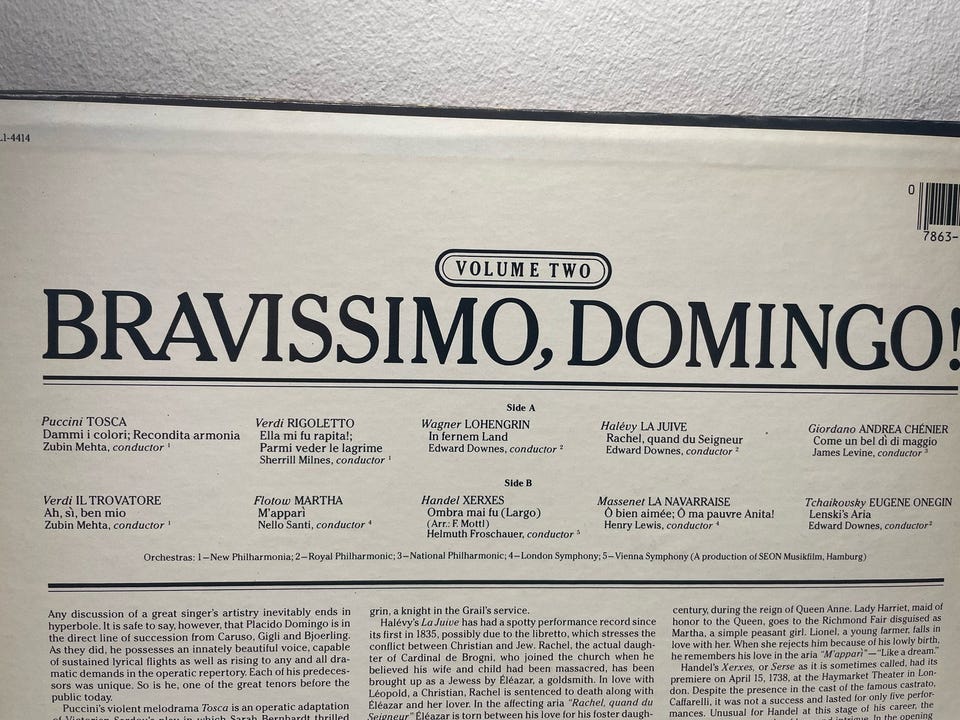 L1-4414
0
7863-
VOLUME TWO
BRAVISSIMO, DOMINGO!
Side A
Puccini TOSCA
Dammi i colori; Recondita armonia
Zubin Mehta, conductor 1
Verdi RIGOLETTO
Ella mi fu rapita!;
Parmi veder le lagrime
Sherrill Milnes, conductor 1
Wagner LOHENGRIN
In fernem Land
Edward Downes, conductor 2
Halévy LA JUIVE
Rachel, quand du Seigneur
Edward Downes, conductor 2
Giordano ANDREA CHÉNIER
Come un bel dì di maggio
James Levine, conductor 3
Side B
Verdi IL TROVATORE
Ah, sì, ben mio
Zubin Mehta, conductor 1
Flotow MARTHA
M'apparì
Nello Santi, conductor 4
Handel XERXES
Ombra mai fu (Largo)
(Arr.: F. Mottl)
Helmuth Froschauer, conductor 5
Massenet LA NAVARRAISE
Ô bien aimée; Ô ma pauvre Anita!
Henry Lewis, conductor 4
Tchaikovsky EUGENE ONEGIN
Lenski's Aria
Edward Downes, conductor 2
Orchestras: 1—New Philharmonia; 2—Royal Philharmonic; 3—National Philharmonic; 4—London Symphony; 5—Vienna Symphony (A production of SEON Musikfilm, Hamburg)
Any discussion of a great singer's artistry inevitably ends in
hyperbole. It is safe to say, however, that Placido Domingo is in
the direct line of succession from Caruso, Gigli and Bjoerling.
As they did, he possesses an innately beautiful voice, capable
of sustained lyrical flights as well as rising to any and all dra-
matic demands in the operatic repertory. Each of his predeces-
sors was unique. So is he, one of the great tenors before the
public today.
Puccini's violent melodrama Tosca is an operatic adaptation
of Victorien Sardou's play in which Sarah Bernhardt thrilled
grin, a knight in the Grail's service.
Halévy's La Juive has had a spotty performance record since
its first in 1835, possibly due to the libretto, which stresses the
conflict between Christian and Jew. Rachel, the actual daugh-
ter of Cardinal de Brogni, who joined the church when he
believed his wife and child had been massacred, has been
brought up as a Jewess by Éléazar, a goldsmith. In love with
Léopold, a Christian, Rachel is sentenced to death along with
Éléazar and her lover. In the affecting aria "Rachel, quand du
Seigneur" Éléazar is torn between his love for his foster daugh-
century, during the reign of Queen Anne. Lady Harriet, maid of
honor to the Queen, goes to the Richmond Fair disguised as
Martha, a simple peasant girl. Lionel, a young farmer, falls in
love with her. When she rejects him because of his lowly birth,
he remembers his love in the aria "M'apparì"—"Like a dream."
Handel's Xerxes, or Serse as it is sometimes called, had its
premiere on April 15, 1738, at the Haymarket Theater in Lon-
don. Despite the presence in the cast of the famous castrato,
Caffarelli, it was not a success and lasted for only five perfor-
mances. Unusual for Handel at this stage of his career, the